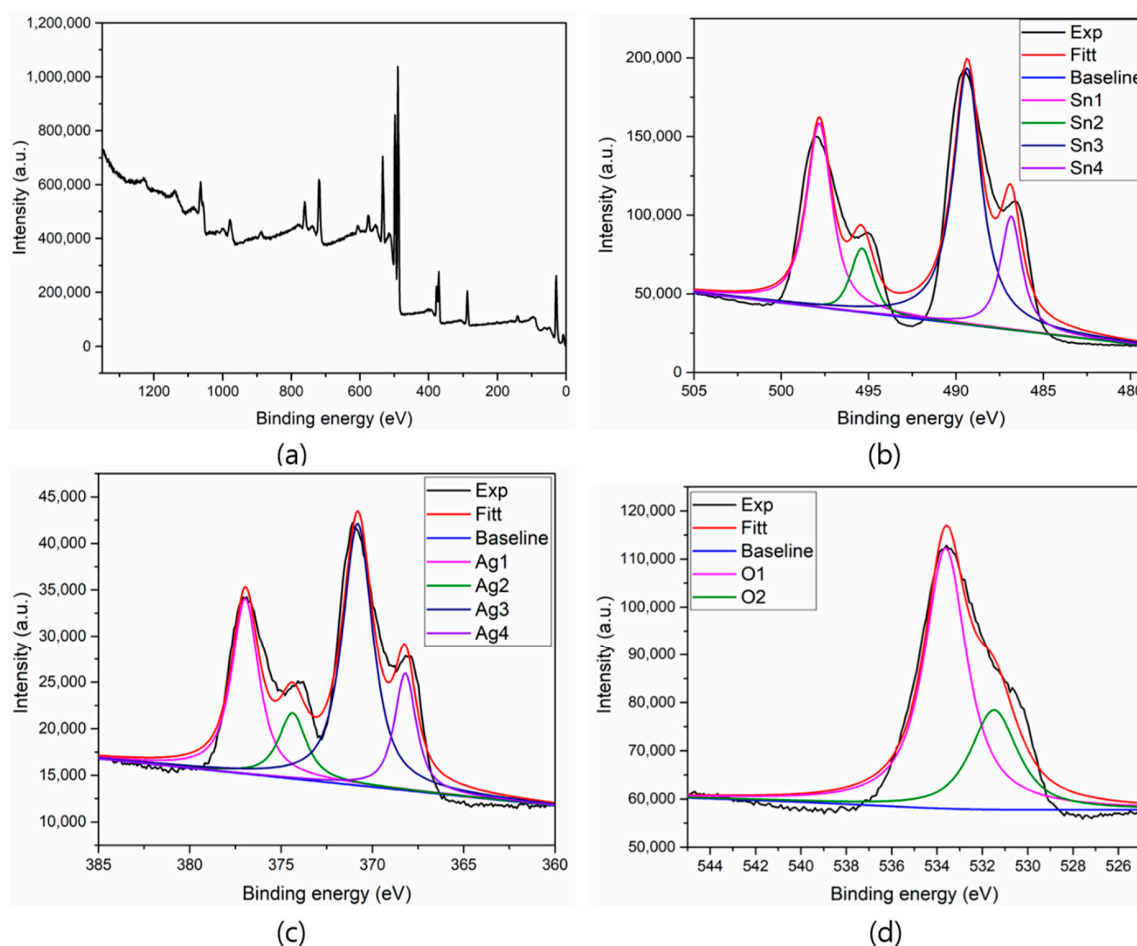 1,200,000
1,000,000
800,000
600,000
400,000
200,000
0
Intensity (a.u.)
1200 1000 800 600 400 200 0
Binding energy (eV)
(a)
Exp
Fitt
Baseline
Sn1
Sn2
Sn3
Sn4
200,000
150,000
100,000
50,000
0
Intensity (a.u.)
505 500 495 490 485 480
Binding energy (eV)
(b)
Exp
Fitt
Baseline
Ag1
Ag2
Ag3
Ag4
45,000
40,000
35,000
30,000
25,000
20,000
15,000
10,000
Intensity (a.u.)
385 380 375 370 365 360
Binding energy (eV)
(c)
Exp
Fitt
Baseline
O1
O2
120,000
110,000
100,000
90,000
80,000
70,000
60,000
50,000
Intensity (a.u.)
544 542 540 538 536 534 532 530 528 526
Binding energy (eV)
(d)